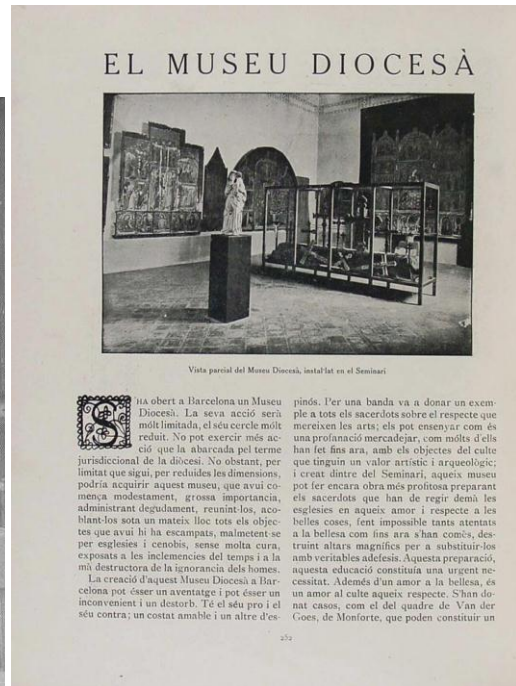 EL MUSEU DIOCESÀ
Vista parcial del Museu Diocesà, instal·lat en el Seminari
S'HA obert a Barcelona un Museu
Diocesà. La seva acció serà
mólt limitada, el séu cercle mólt
reduit. No pot exercir més ac-
ció que la abarcada pel terme
jurisdiccional de la diòcesi. No obstant, per
limitat que sigui, per reduides les dimensions,
podría acquirir aquest museu, que avui co-
mença modestament, grossa importancia,
administrant degudament, reunint-los, aco-
blant-los sota un mateix lloc tots els objec-
tes que avui hi ha escampats, malmetent-se
per esglesies i cenobis, sense molta cura,
exposats a les inclemencies del temps i a la
mà destructora de la ignorancia dels homes.
La creació d'aquest Museu Diocesà a Bar-
celona pot ésser un aventatge i pot ésser un
inconvenient i un destorb. Té el séu pro i el
séu contra; un costat amable i un altre d'es-
pinós. Per una banda va a donar un exem-
ple a tots els sacerdots sobre el respecte que
mereixen les arts; els pot ensenyar com és
una profanació mercadejar, com mólts d'ells
han fet fins ara, amb els objectes del culte
que tinguin un valor artístic i arqueològic;
i creat dintre del Seminari, aqueix museu
pot fer encara obra més profitosa preparant
els sacerdots que han de regir demà les
esglesies en aqueix amor i respecte a les
belles coses, fent impossible tants atentats
a la bellesa com fins ara s'han comès, des-
truint altars magnífics per a substituir-los
amb veritables adefesis. Aquesta preparació,
aquesta educació constituía una urgent ne-
cessitat. Además d'un amor a la bellesa, és
un amor al culte aqueix respecte. S'han do-
nat casos, com el del quadre de Van der
Goes, de Monforte, que poden constituir un
252